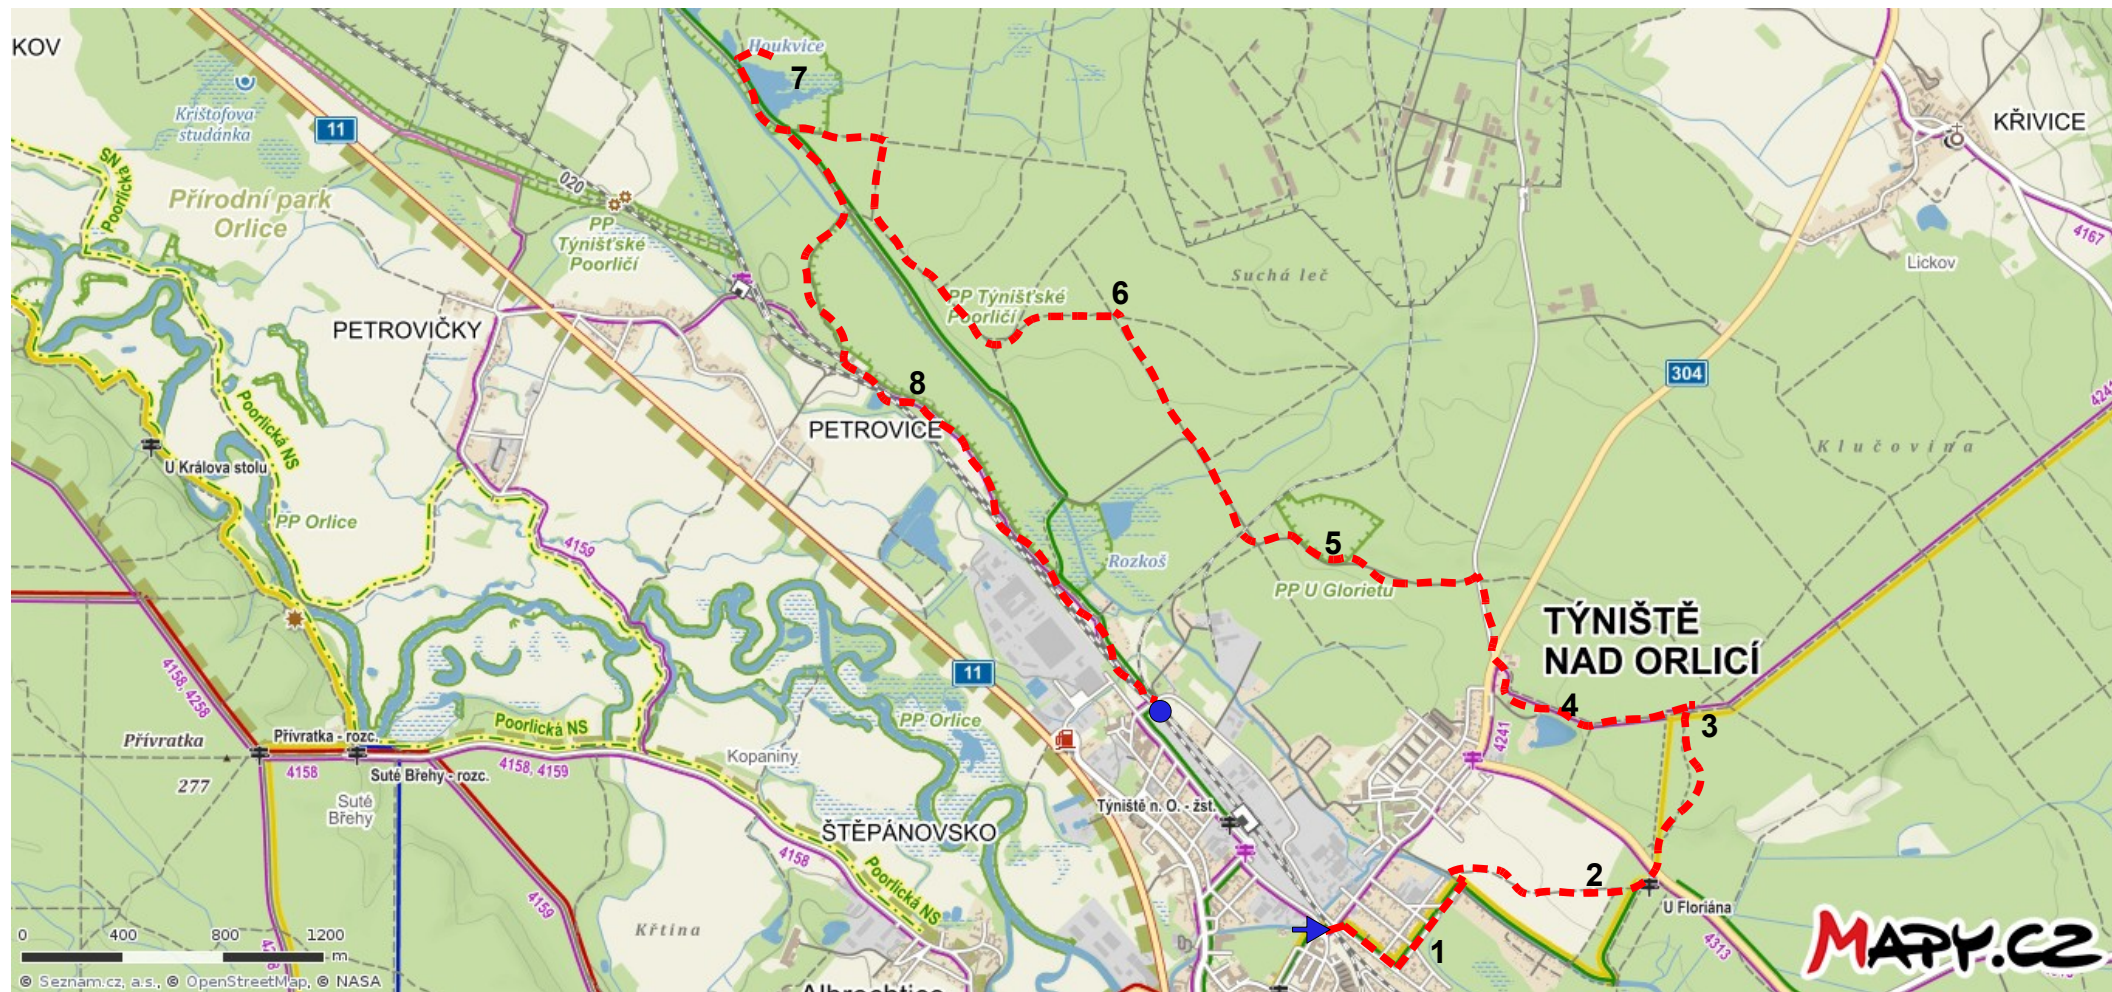 KOV
Houkvice
7
Křištofova
studánka
11
KŘIVICE
Poorlická NS
020
Přírodní park
Orlice
PP
Týnišťské
Poorličí
4167
Lickov
Suchá leč
6
PP Týnišťské
Poorličí
PETROVIČKY
304
8
PETROVICE
Poorlická NS
Klučovina
U Králova stolu
PP Orlice
4159
5
Rozkoš
PP U Glorietu
TÝNIŠTĚ
NAD ORLICÍ
4158, 4258
11
4
3
4241
PP Orlice
Poorlická NS
Přívratka
Přívratka - rozc.
4158
Suté Břehy - rozc.
4158, 4159
Kopaniny
277
Suté
Břehy
Týniště n. O. - žst.
ŠTĚPÁNOVSKO
4158
Poorlická NS
2
U Floriána
4159
Křtina
1
4313
0 400 800 1200
m
MAPY.CZ
© Seznam.cz, a.s., © OpenStreetMap, © NASA
Albrechtice